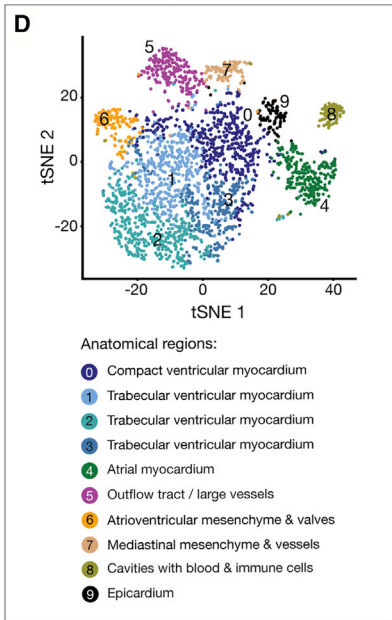 D
5
7
20
6
0
9
8
tSNE 2
0
1
3
4
2
-20
-20
0
20
40
tSNE 1
Anatomical regions:
0 Compact ventricular myocardium
1 Trabecular ventricular myocardium
2 Trabecular ventricular myocardium
3 Trabecular ventricular myocardium
4 Atrial myocardium
5 Outflow tract / large vessels
6 Atrioventricular mesenchyme & valves
7 Mediastinal mesenchyme & vessels
8 Cavities with blood & immune cells
9 Epicardium